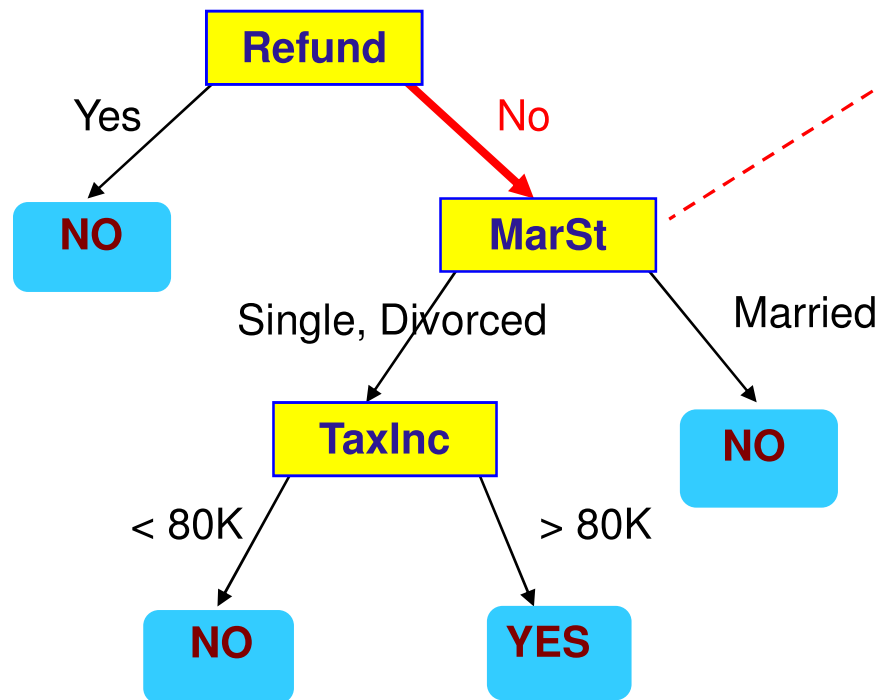 Refund
Yes
No
NO
MarSt
Single, Divorced
Married
TaxInc
NO
< 80K
> 80K
NO
YES